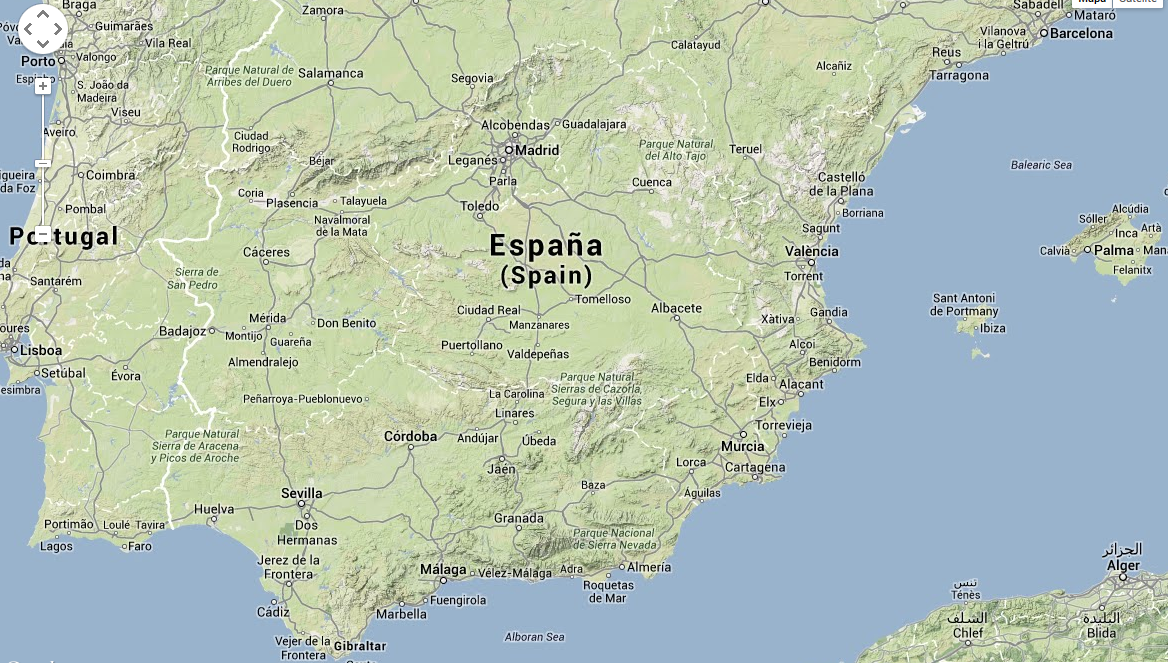 Braga
Zamora
Sabadell
Mataró
Guimarães
Vila Real
Calatayud
Vilanova
i la Geltrú
Barcelona
Porto
Valongo
Reus
Tarragona
Espinho
S. João da
Madeira
Parque Natural de
Arribes del Duero
Salamanca
Segovia
Alcañiz
Viseu
Aveiro
Alcobendas
Guadalajara
Ciudad
Rodrigo
Béjar
Leganés
Madrid
Parque Natural
del Alto Tajo
Teruel
Balearic Sea
Coimbra
Parla
Cuenca
Castelló
de la Plana
Coria
Plasencia
Talayuela
Toledo
Borriana
Pombal
Navalmoral
de la Mata
Sagunt
Alcúdia
Sóller
Inca
Artà
Portugal
España
(Spain)
Cáceres
València
Calvià
Palma
Felanitx
Santarém
Sierra de
San Pedro
Torrent
Tomelloso
Sant Antoni
de Portmany
Ibiza
Ciudad Real
Albacete
Mérida
Don Benito
Manzanares
Xàtiva
Gandia
Badajoz
Montijo
Guareña
Lisboa
Puertollano
Valdepeñas
Alcoi
Almendralejo
Benidorm
Setúbal
Évora
Parque Natural
Sierras de Cazorla,
Segura y las Villas
Elda
Alacant
Peñarroya-Pueblonuevo
La Carolina
Elx
Linares
Torrevieja
Parque Natural
Sierra de Aracena
y Picos de Aroche
Córdoba
Andújar
Úbeda
Murcia
Jaén
Lorca
Cartagena
Baza
Águilas
Sevilla
Huelva
Granada
Portimão
Loulé
Tavira
Dos
Hermanas
Parque Nacional
de Sierra Nevada
Lagos
Faro
Jerez de la
Frontera
Málaga
Vélez-Málaga
Adra
Almería
الجزائر
Alger
Roquetas
de Mar
تنس
Ténès
Cádiz
Marbella
Fuengirola
الشلف
Chlef
البليدة
Blida
Alboran Sea
Vejer de la
Frontera
Gibraltar